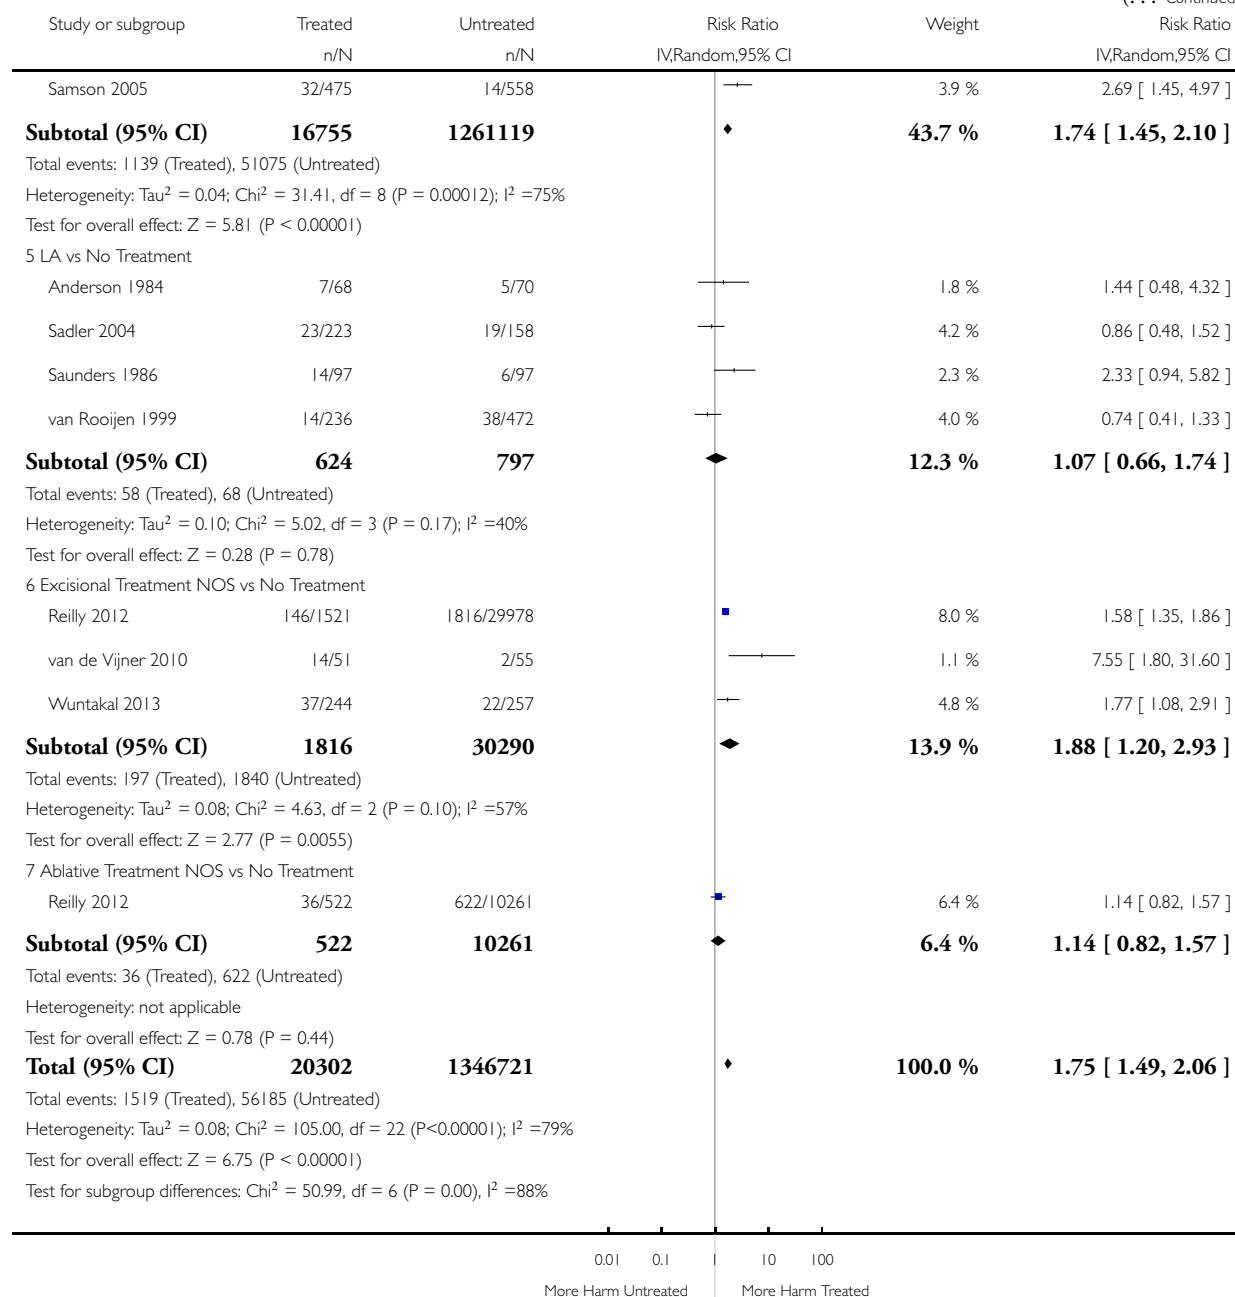 (. . . Continued
Study or subgroup Treated Untreated Risk Ratio Weight Risk Ratio
n/N n/N IV,Random,95% CI IV,Random,95% CI
Samson 2005 32/475 14/558 3.9 % 2.69 [ 1.45, 4.97 ]
Subtotal (95% CI) 16755 1261119 43.7 % 1.74 [ 1.45, 2.10 ]
Total events: 1139 (Treated), 51075 (Untreated)
Heterogeneity: Tau² = 0.04; Chi² = 31.41, df = 8 (P = 0.00012); I² =75%
Test for overall effect: Z = 5.81 (P < 0.00001)
5 LA vs No Treatment
Anderson 1984 7/68 5/70 1.8 % 1.44 [ 0.48, 4.32 ]
Sadler 2004 23/223 19/158 4.2 % 0.86 [ 0.48, 1.52 ]
Saunders 1986 14/97 6/97 2.3 % 2.33 [ 0.94, 5.82 ]
van Rooijen 1999 14/236 38/472 4.0 % 0.74 [ 0.41, 1.33 ]
Subtotal (95% CI) 624 797 12.3 % 1.07 [ 0.66, 1.74 ]
Total events: 58 (Treated), 68 (Untreated)
Heterogeneity: Tau² = 0.10; Chi² = 5.02, df = 3 (P = 0.17); I² =40%
Test for overall effect: Z = 0.28 (P = 0.78)
6 Excisional Treatment NOS vs No Treatment
Reilly 2012 146/1521 1816/29978 8.0 % 1.58 [ 1.35, 1.86 ]
van de Vijner 2010 14/51 2/55 1.1 % 7.55 [ 1.80, 31.60 ]
Wuntakal 2013 37/244 22/257 4.8 % 1.77 [ 1.08, 2.91 ]
Subtotal (95% CI) 1816 30290 13.9 % 1.88 [ 1.20, 2.93 ]
Total events: 197 (Treated), 1840 (Untreated)
Heterogeneity: Tau² = 0.08; Chi² = 4.63, df = 2 (P = 0.10); I² =57%
Test for overall effect: Z = 2.77 (P = 0.0055)
7 Ablative Treatment NOS vs No Treatment
Reilly 2012 36/522 622/10261 6.4 % 1.14 [ 0.82, 1.57 ]
Subtotal (95% CI) 522 10261 6.4 % 1.14 [ 0.82, 1.57 ]
Total events: 36 (Treated), 622 (Untreated)
Heterogeneity: not applicable
Test for overall effect: Z = 0.78 (P = 0.44)
Total (95% CI) 20302 1346721 100.0 % 1.75 [ 1.49, 2.06 ]
Total events: 1519 (Treated), 56185 (Untreated)
Heterogeneity: Tau² = 0.08; Chi² = 105.00, df = 22 (P<0.00001); I² =79%
Test for overall effect: Z = 6.75 (P < 0.00001)
Test for subgroup differences: Chi² = 50.99, df = 6 (P = 0.00), I² =88%
0.01 0.1 1 10 100
More Harm Untreated More Harm Treated